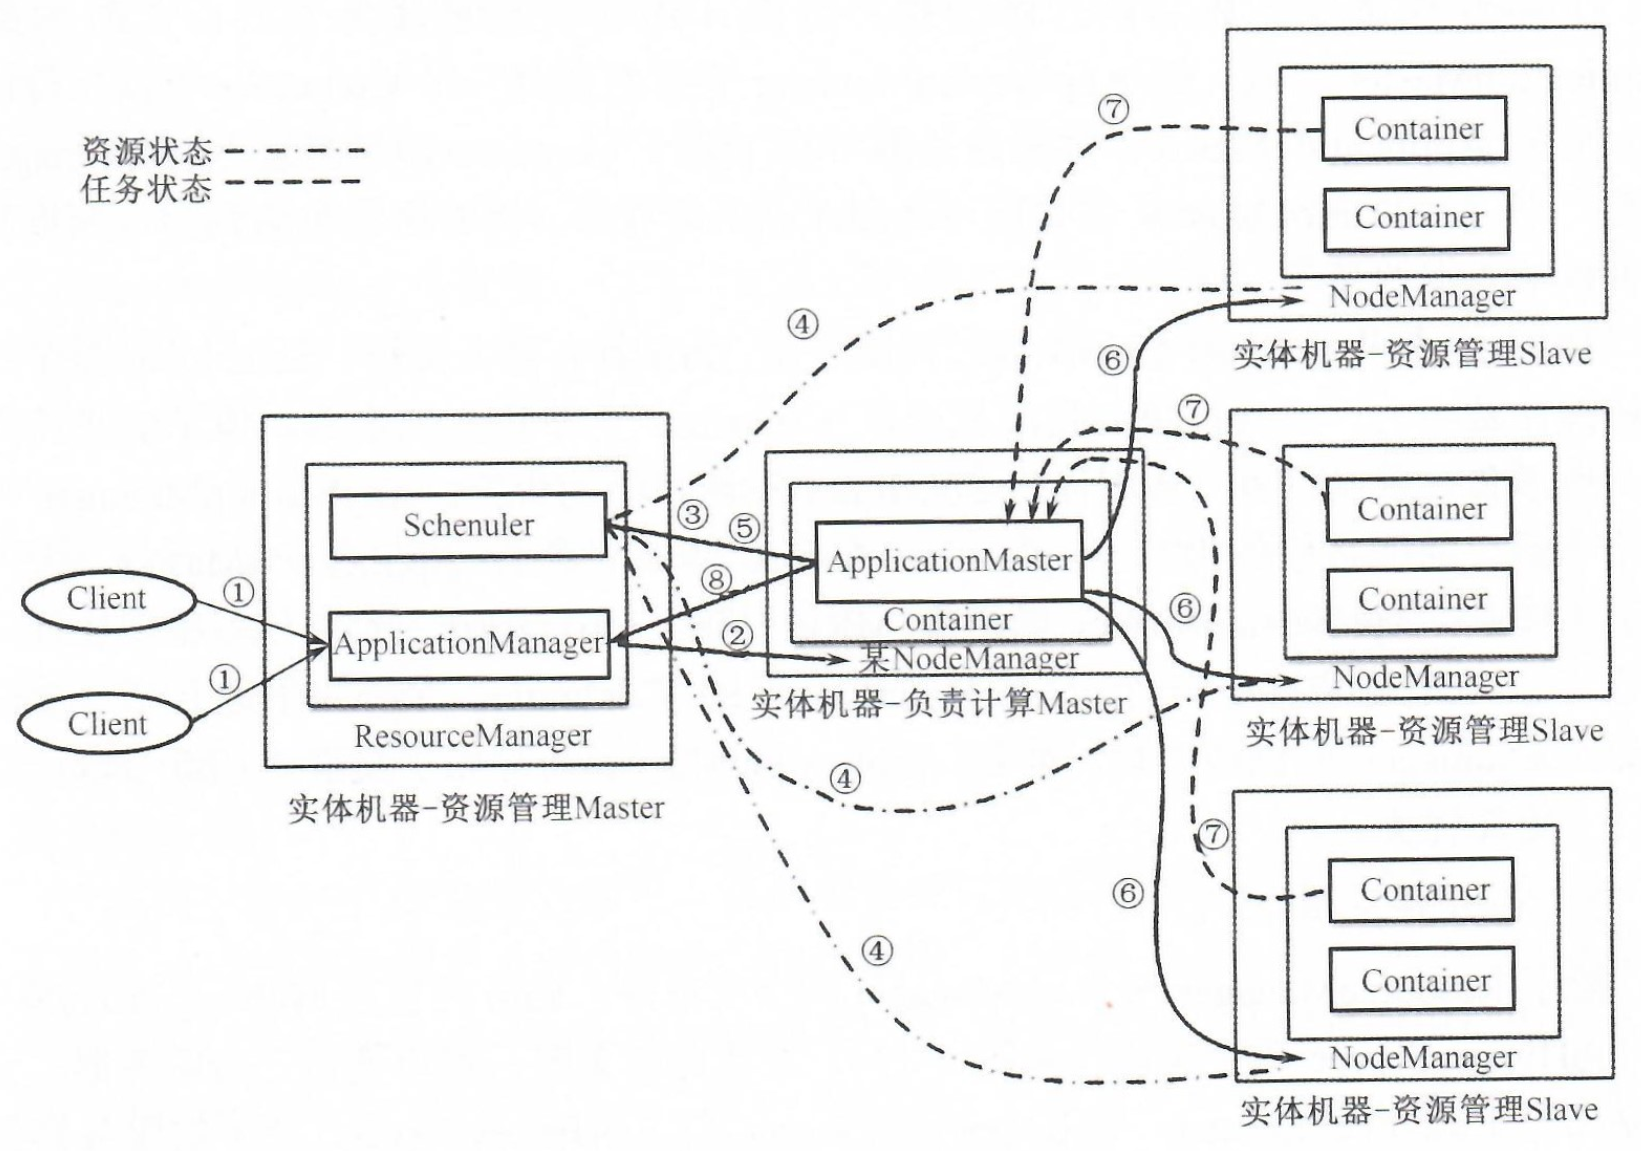 资源状态
任务状态
Client
Client
①
①
Schenuler
ApplicationManager
ResourceManager
实体机器-资源管理Master
③
⑤
⑧
②
④
④
④
ApplicationMaster
Container
某NodeManager
实体机器-负责计算Master
⑥
⑥
⑥
⑦
⑦
⑦
Container
Container
NodeManager
实体机器-资源管理Slave
Container
Container
NodeManager
实体机器-资源管理Slave
Container
Container
NodeManager
实体机器-资源管理Slave